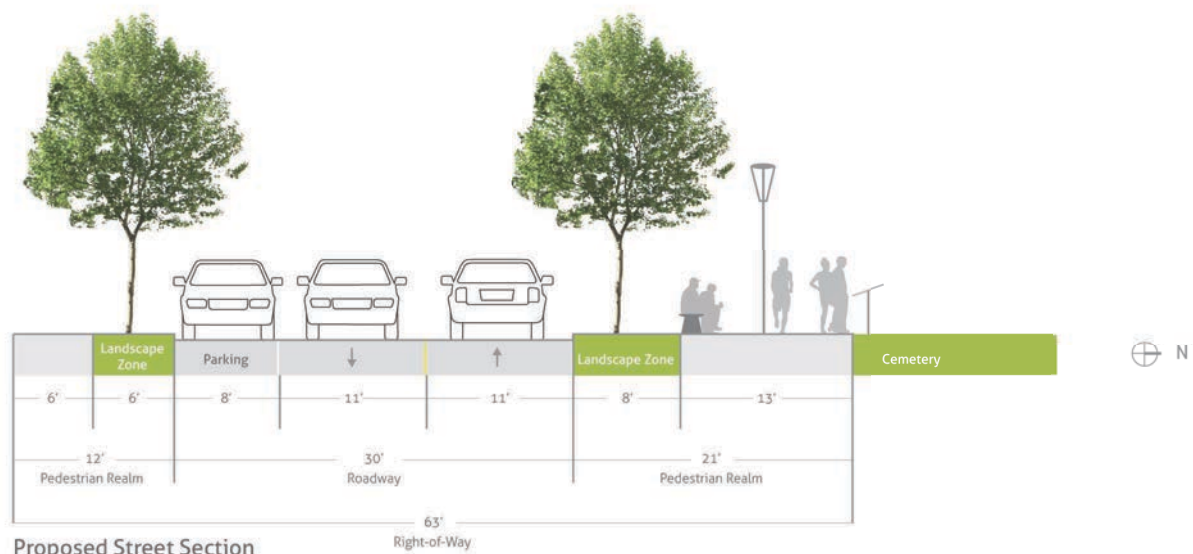 Landscape
Zone
Parking
Landscape Zone
Cemetery
N
6' 6' 8' 11' 11' 8' 13'
12' 30' 21'
Pedestrian Realm Roadway Pedestrian Realm
63'
Right-of-Way
Proposed Street Section